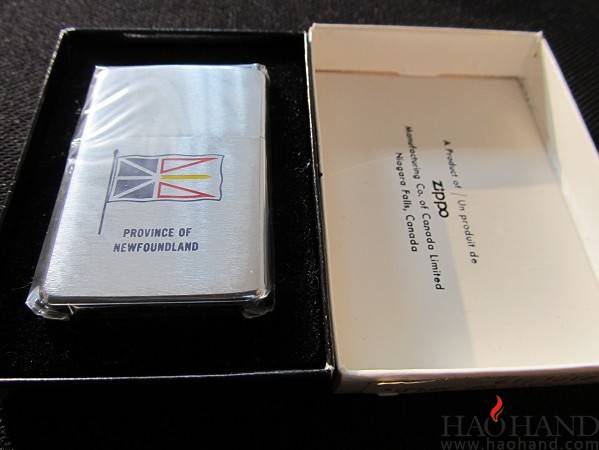 PROVINCE OF
NEWFOUNDLAND
A Product of / Un produit de
zippo
Manufacturing Co. of Canada Limited
Niagara Falls, Canada
HAOHAND
www.haohand.com